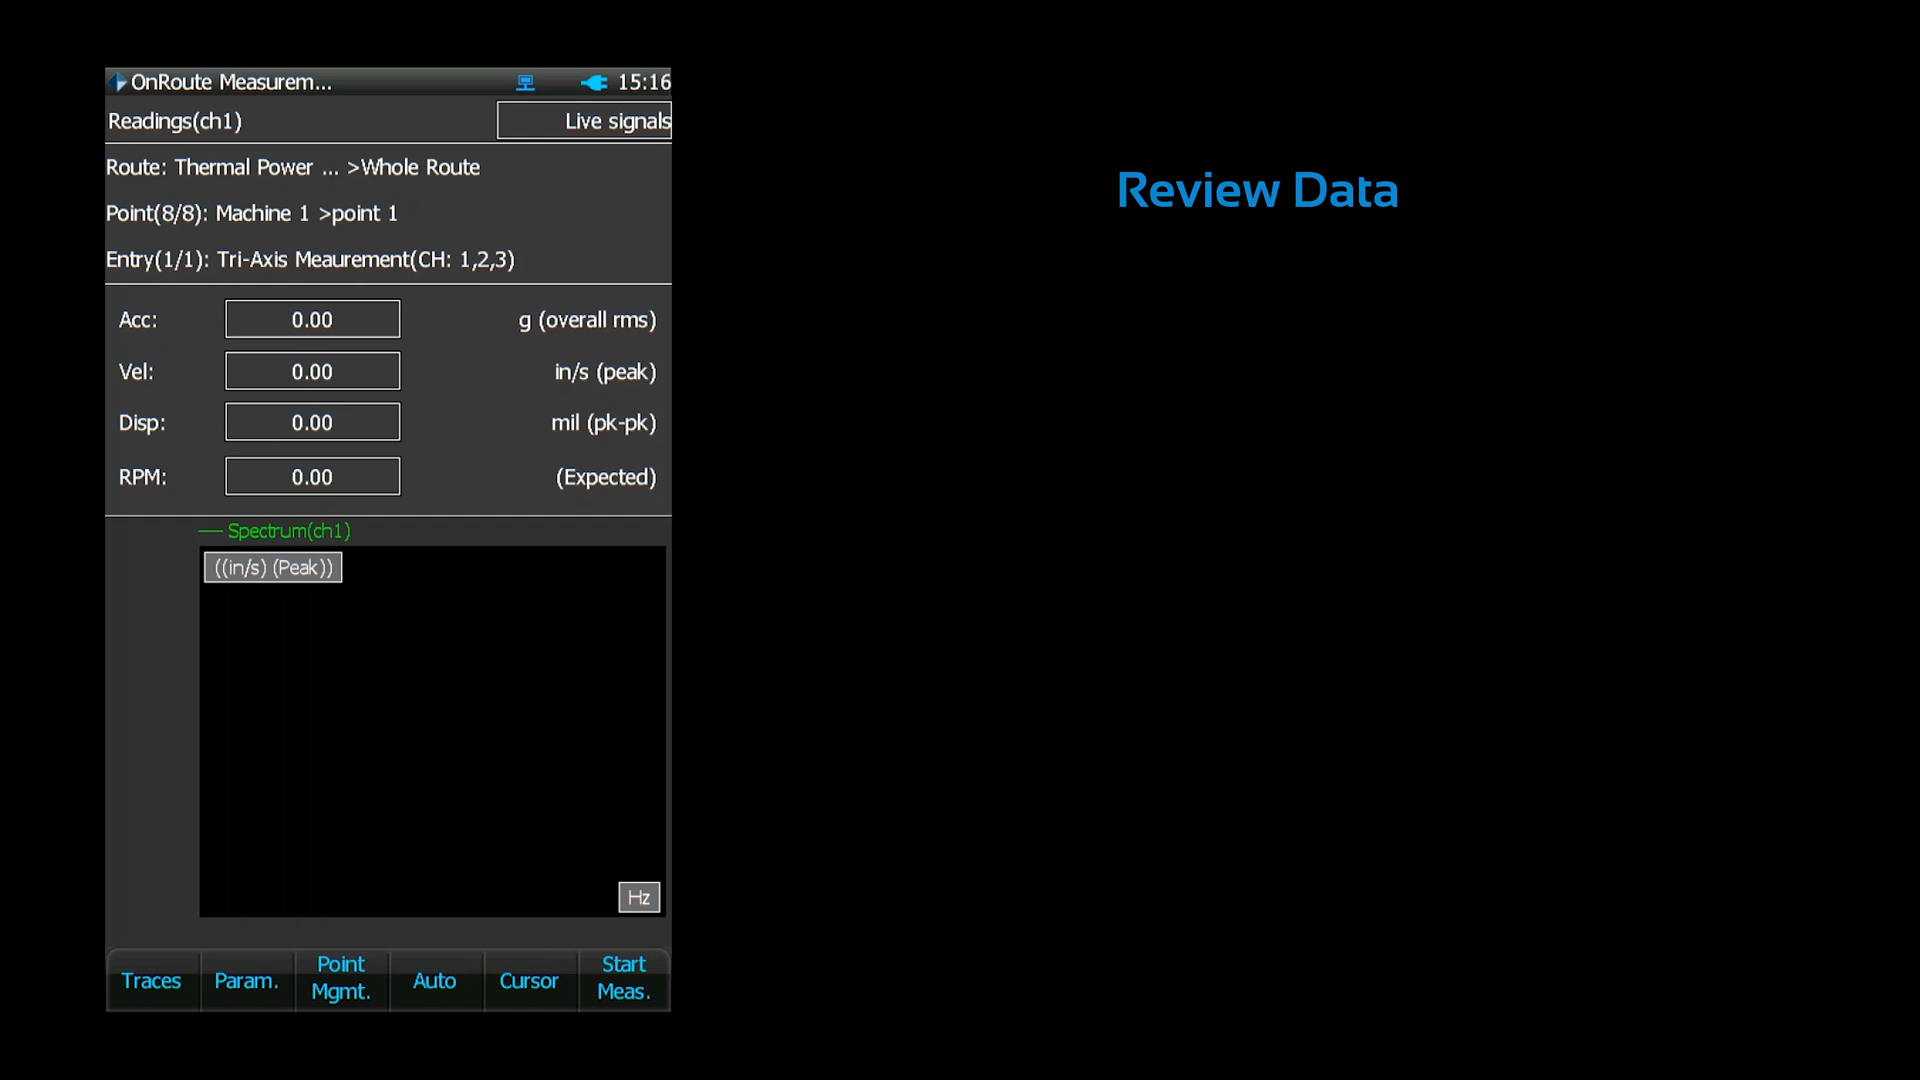 OnRoute Measurem... 15:16
Readings(ch1) Live signals
Route: Thermal Power ... >Whole Route
Point(8/8): Machine 1 >point 1
Entry(1/1): Tri-Axis Meaurement(CH: 1,2,3)
Acc: 0.00 g (overall rms)
Vel: 0.00 in/s (peak)
Disp: 0.00 mil (pk-pk)
RPM: 0.00 (Expected)
Spectrum(ch1)
((in/s) (Peak))
Hz
Traces
Param.
Point
Mgmt.
Auto
Cursor
Start
Meas.
Review Data